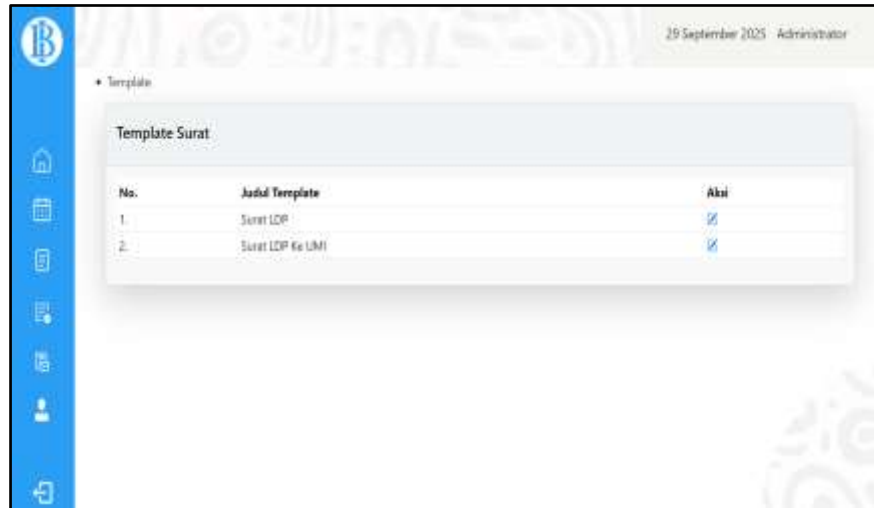 29 September 2025 Administrator
Template
Template Surat
No. Judul Template Aksi
1. Surat LDP
2. Surat LDP Ke UMI